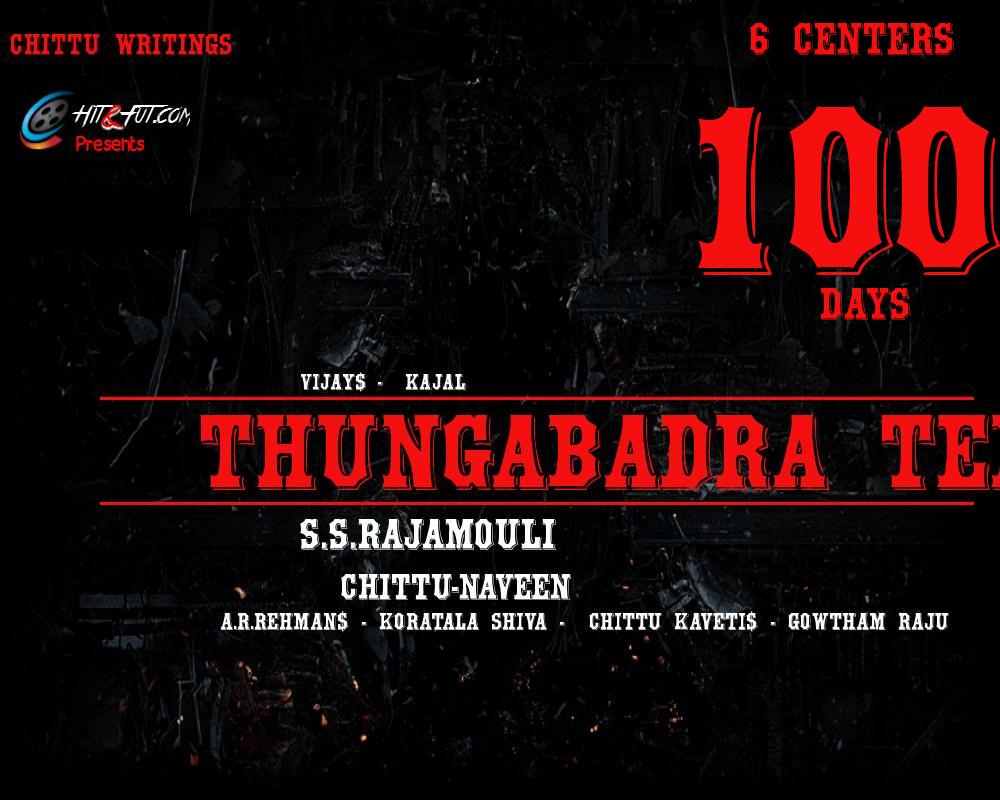 CHITTU WRITINGS
6 CENTERS
HIT&FUT.COM
Presents
100
DAYS
VIJAY$ - KAJAL
THUNGABADRA TE
S.S.RAJAMOULI
CHITTU-NAVEEN
A.R.REHMAN$ - KORATALA SHIVA - CHITTU KAVETI$ - GOWTHAM RAJU